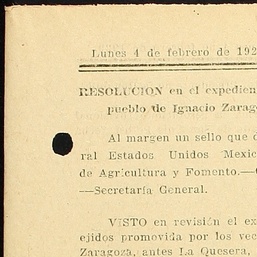 Lunes 4 de febrero de 192
RESOLUCION en el expedien
pueblo de Ignacio Zarag
Al margen un sello que d
ral Estados Unidos Mexic
de Agricultura y Fomento.—
—Secretaría General.
VISTO en revisión el ex
ejidos promovida por los vec
Zaragoza, antes La Quesera,